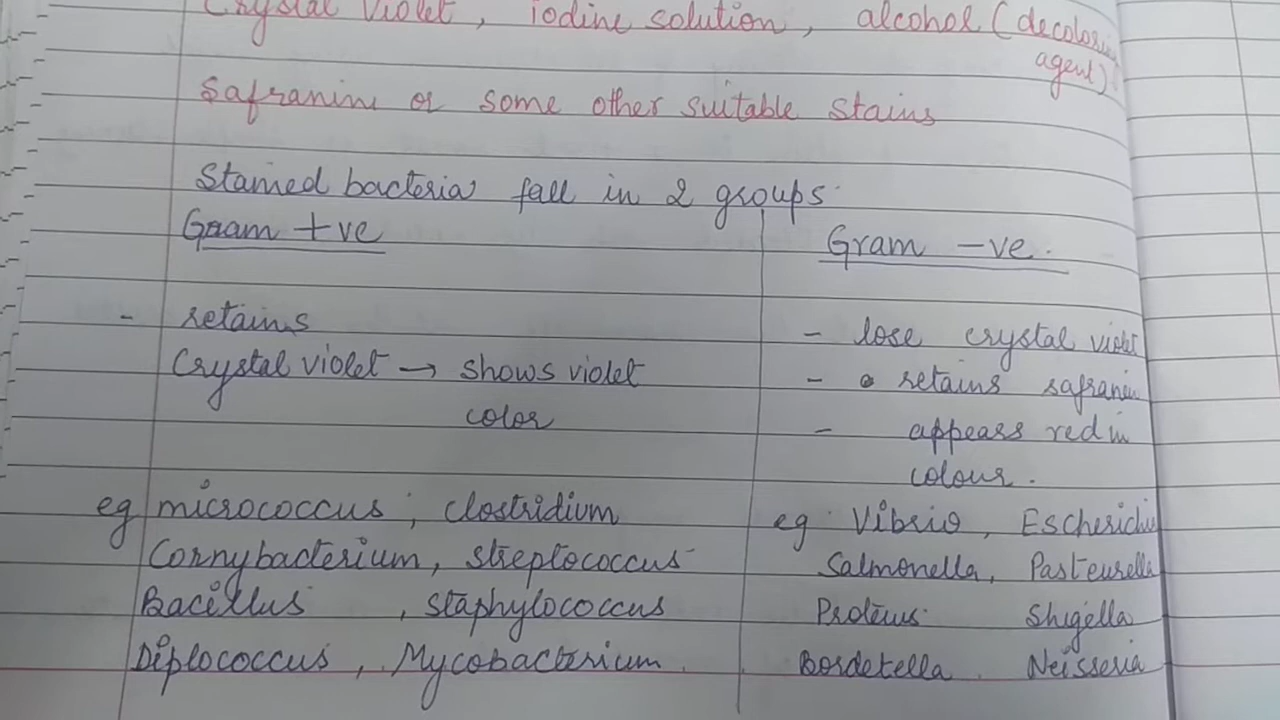 Crystal Violet, iodine solution, alcohol (decolori
agent)
Safranin or some other suitable stains
Stained bacteria fall in 2 groups
Gram +ve
Gram -ve.
- retains
Crystal violet → shows violet
color
- lose crystal violet
- retains safranin
- appears red in
colour.
eg micrococcus, clostridium
Cornybacterium, streptococcus
Bacillus, staphylococcus
Diplococcus, Mycobacterium
eg Vibrio, Escherichia
Salmonella, Pasteurella
Proteus Shigella
Bordetella Neisseria